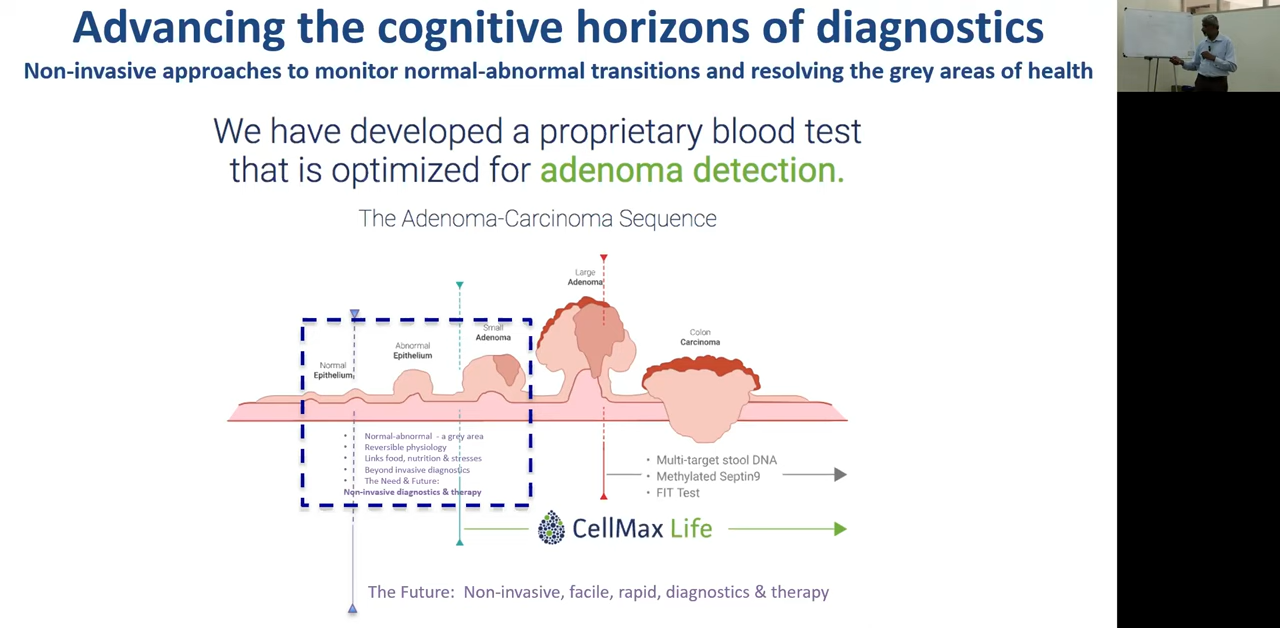 Advancing the cognitive horizons of diagnostics
Non-invasive approaches to monitor normal-abnormal transitions and resolving the grey areas of health
We have developed a proprietary blood test
that is optimized for adenoma detection.
The Adenoma-Carcinoma Sequence
Large
Adenoma
Small
Adenoma
Colon
Carcinoma
Abnormal
Epithelium
Normal
Epithelium
• Normal-abnormal - a grey area
• Reversible physiology
• Links food, nutrition & stresses
• Beyond invasive diagnostics
• The Need & Future:
Non-invasive diagnostics & therapy
• Multi-target stool DNA
• Methylated Septin9
• FIT Test
CellMax Life
The Future: Non-invasive, facile, rapid, diagnostics & therapy